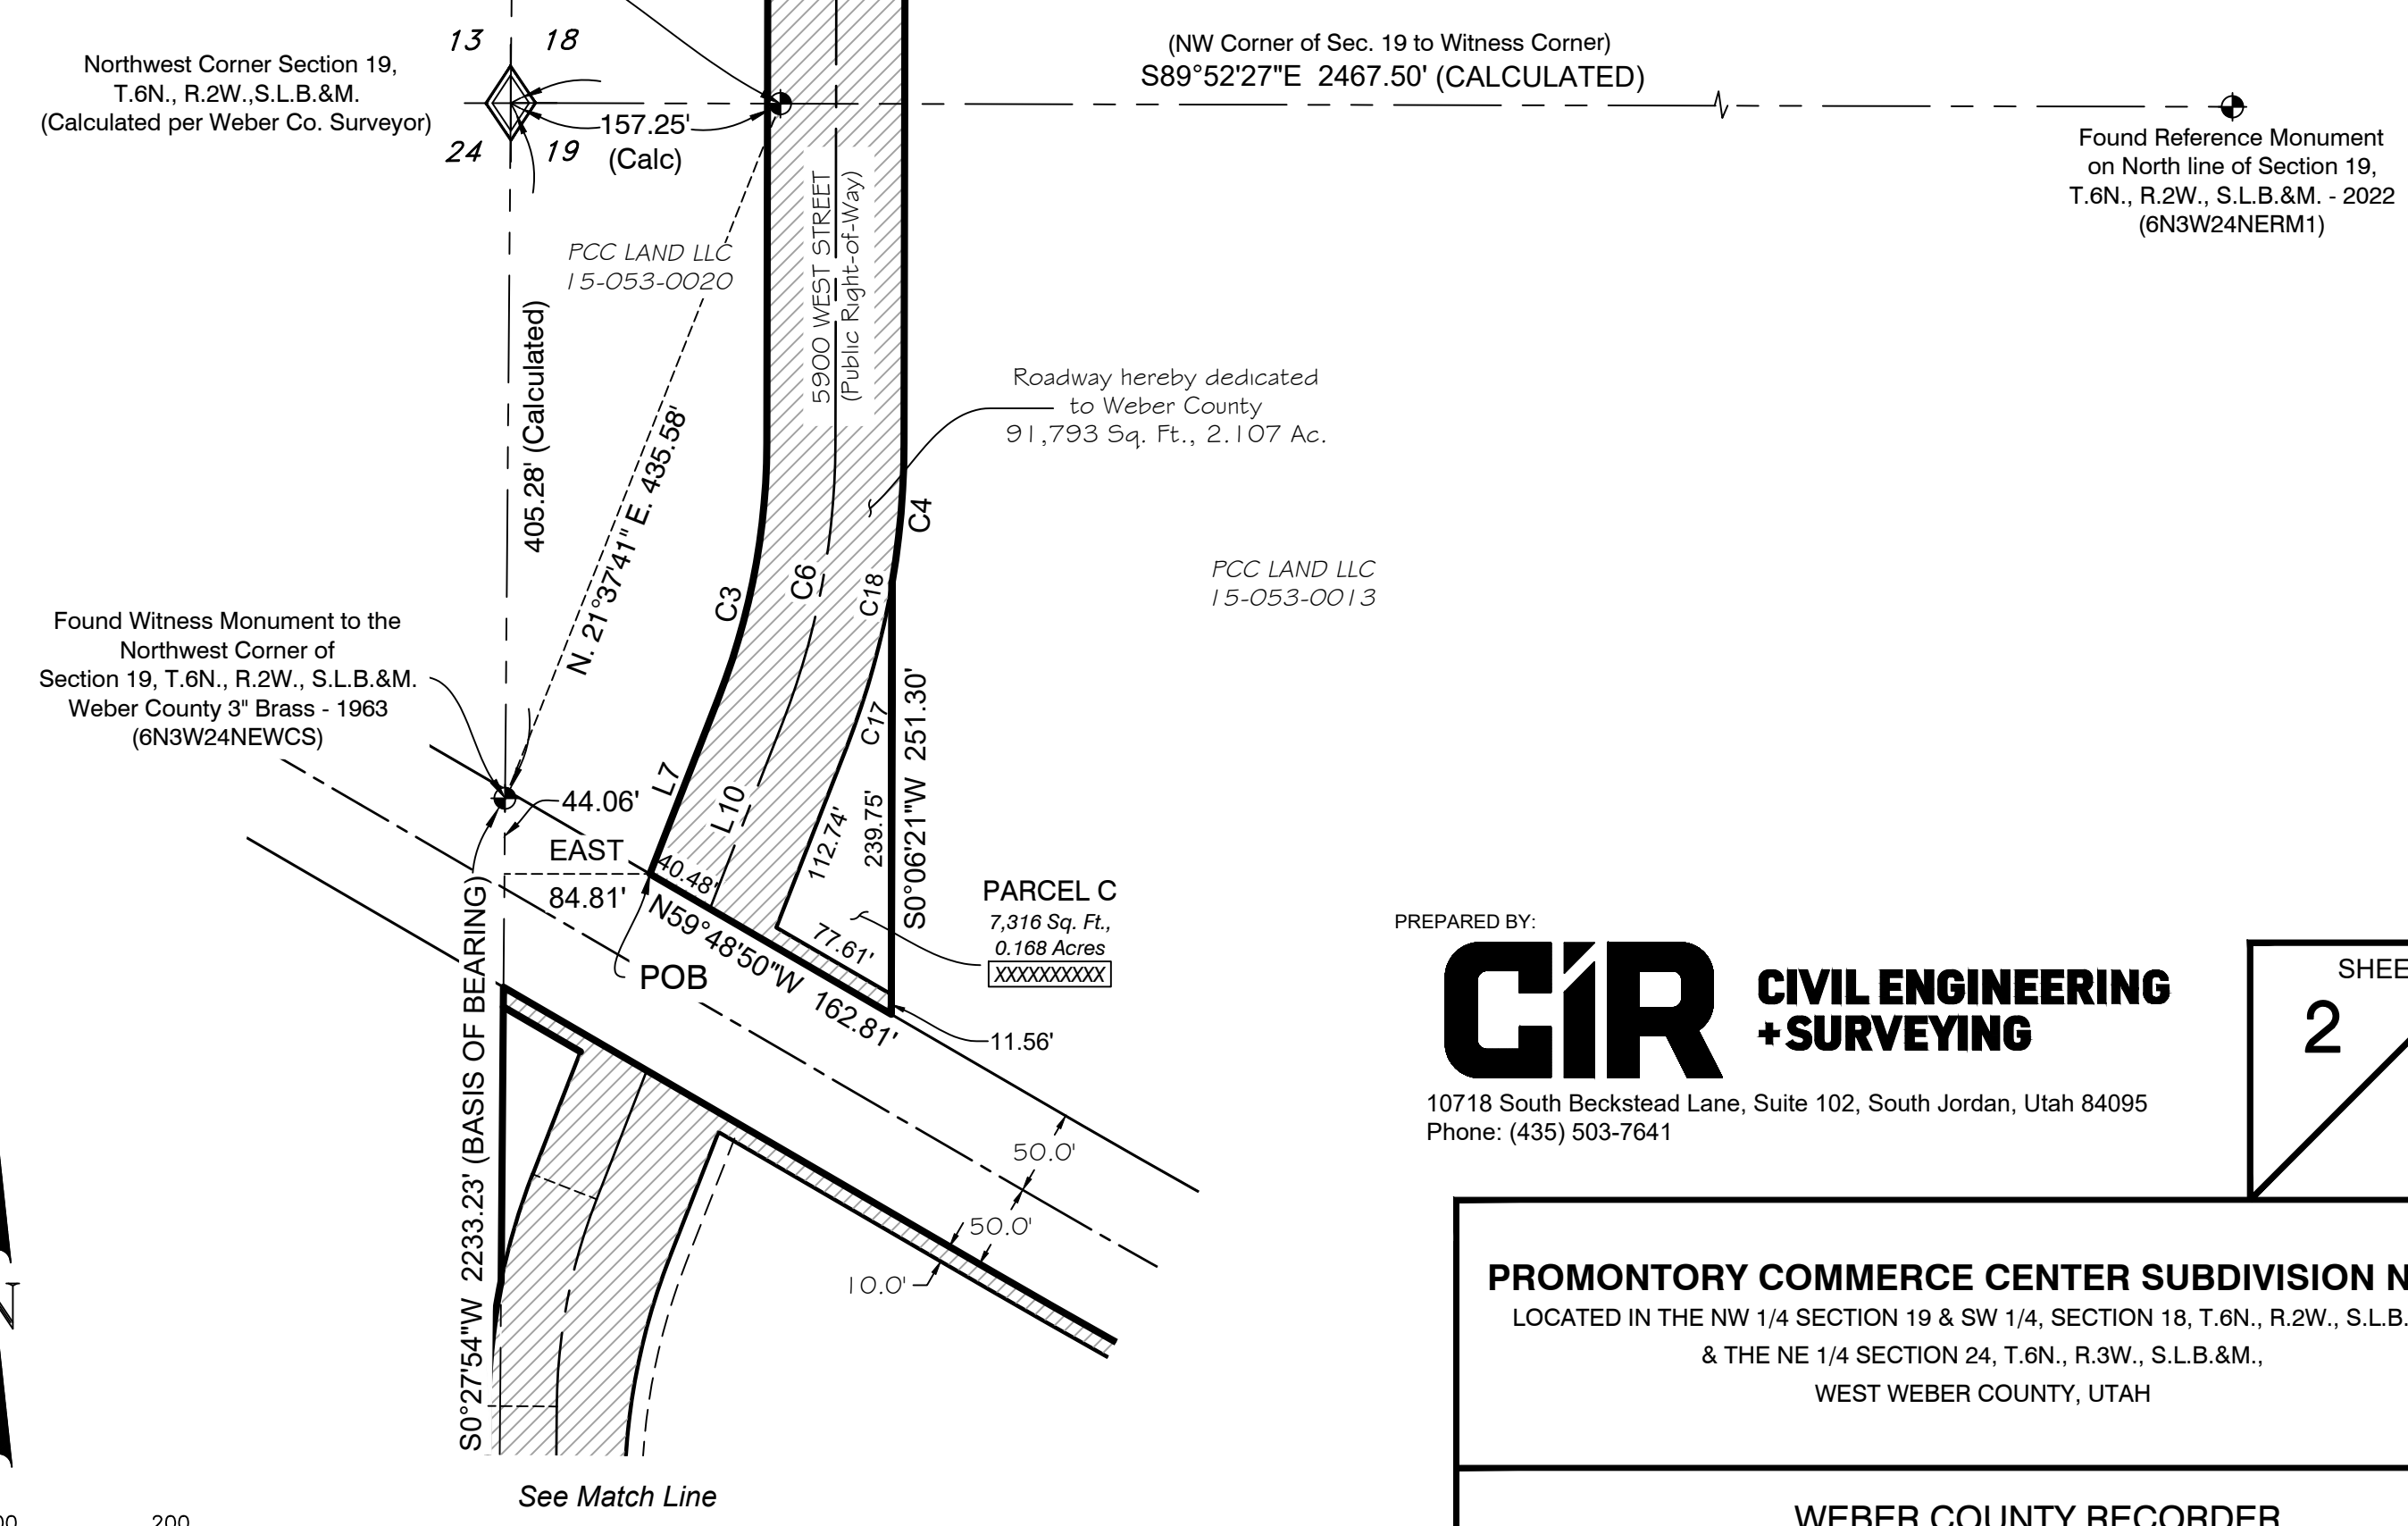 13 18
24 19
Northwest Corner Section 19,
T.6N., R.2W.,S.L.B.&M.
(Calculated per Weber Co. Surveyor)
157.25'
(Calc)
(NW Corner of Sec. 19 to Witness Corner)
S89°52'27"E 2467.50' (CALCULATED)
Found Reference Monument
on North line of Section 19,
T.6N., R.2W., S.L.B.&M. - 2022
(6N3W24NERM1)
PCC LAND LLC
15-053-0020
5900 WEST STREET
(Public Right-of-Way)
405.28' (Calculated)
N. 21°37'41" E. 435.58'
Roadway hereby dedicated
to Weber County
91,793 Sq. Ft., 2.107 Ac.
C4
C3
C6
C18
PCC LAND LLC
15-053-0013
Found Witness Monument to the
Northwest Corner of
Section 19, T.6N., R.2W., S.L.B.&M.
Weber County 3" Brass - 1963
(6N3W24NEWCS)
C17
S0°06'21"W 251.30'
L7
L10
112.74'
239.75'
44.06'
EAST
84.81'
40.48'
N59°48'50"W 162.81'
77.61'
POB
PARCEL C
7,316 Sq. Ft.,
0.168 Acres
XXXXXXXXXX
11.56'
S0°27'54"W 2233.23' (BASIS OF BEARING)
50.0'
50.0'
10.0'
See Match Line
200
PREPARED BY:
CIR
CIVIL ENGINEERING
+SURVEYING
10718 South Beckstead Lane, Suite 102, South Jordan, Utah 84095
Phone: (435) 503-7641
SHEE
2
PROMONTORY COMMERCE CENTER SUBDIVISION N
LOCATED IN THE NW 1/4 SECTION 19 & SW 1/4, SECTION 18, T.6N., R.2W., S.L.B.
& THE NE 1/4 SECTION 24, T.6N., R.3W., S.L.B.&M.,
WEST WEBER COUNTY, UTAH
WEBER COUNTY RECORDER